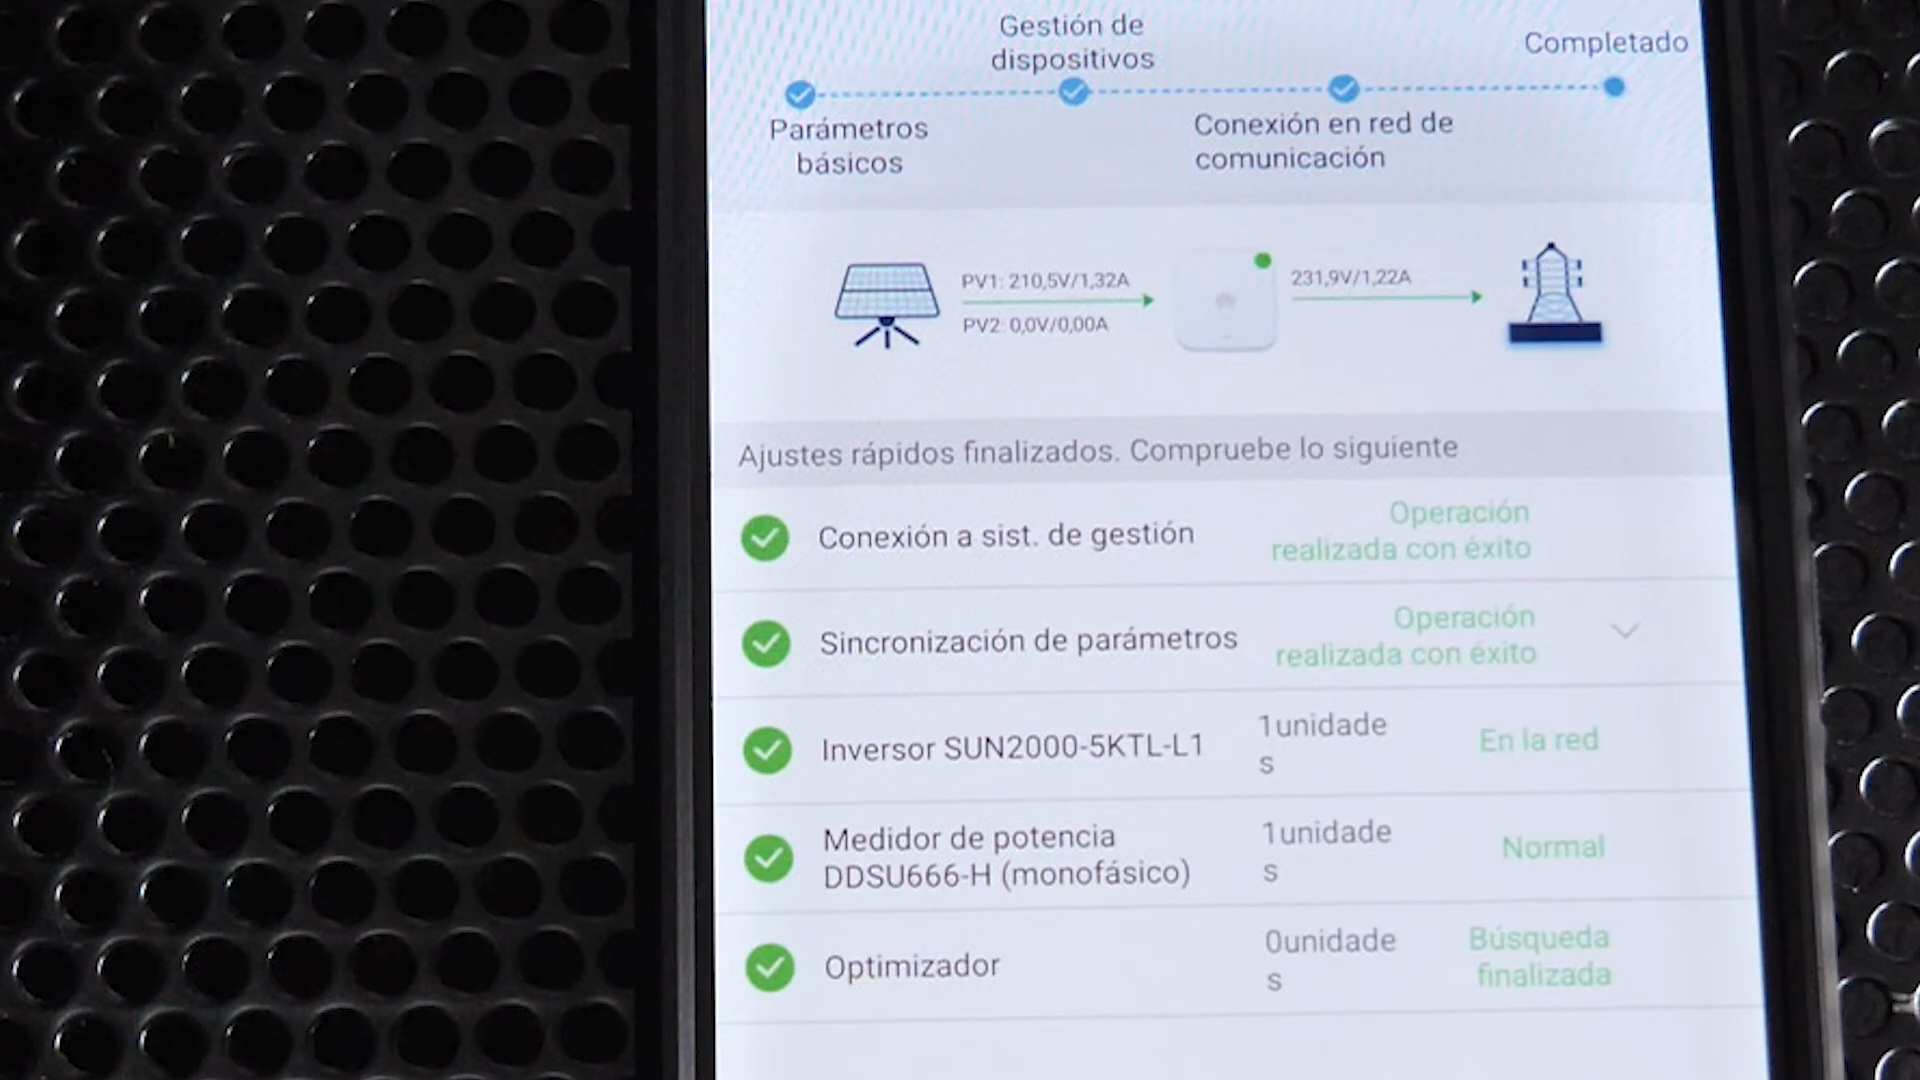 Gestión de
dispositivos
Completado
Parámetros
básicos
Conexión en red de
comunicación
PV1: 210,5V/1,32A
PV2: 0,0V/0,00A
231,9V/1,22A
Ajustes rápidos finalizados. Compruebe lo siguiente
Conexión a sist. de gestión
Operación
realizada con éxito
Sincronización de parámetros
Operación
realizada con éxito
Inversor SUN2000-5KTL-L1
1unidade
s
En la red
Medidor de potencia
DDSU666-H (monofásico)
1unidade
s
Normal
Optimizador
0unidade
s
Búsqueda
finalizada